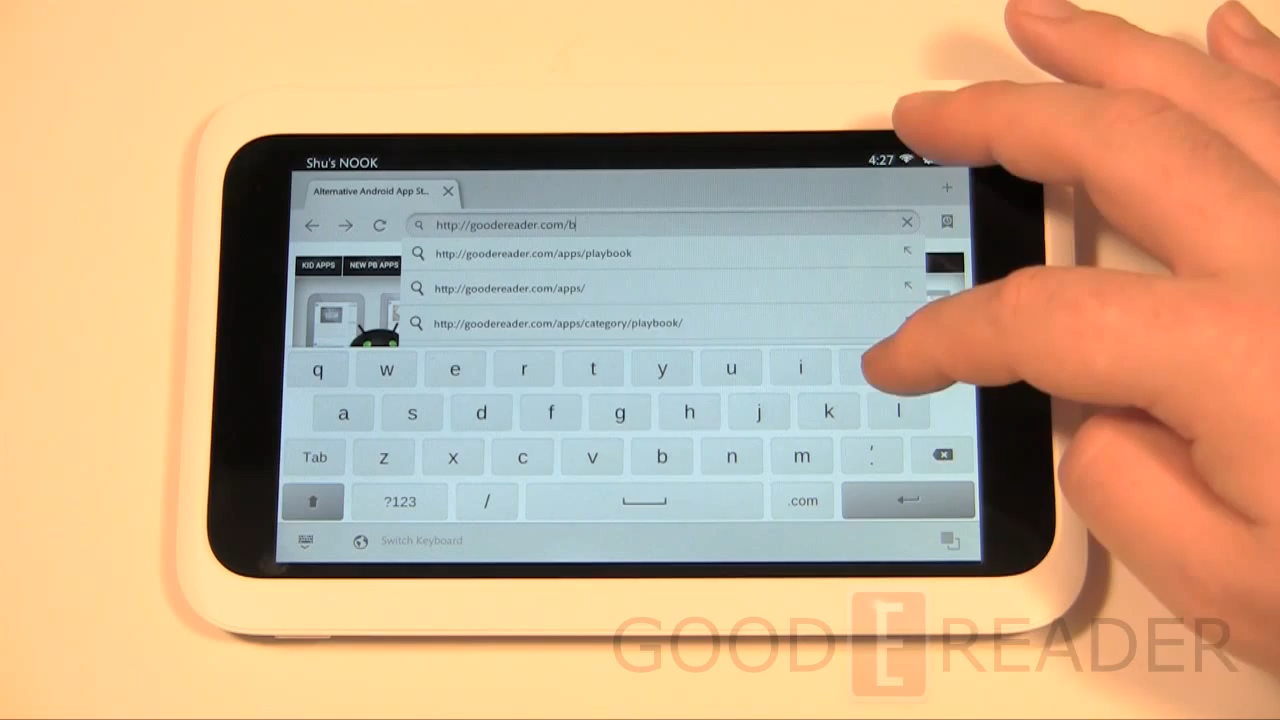 Shu's NOOK
4:27
Alternative Android App St..
http://goodereader.com/b
http://goodereader.com/apps/playbook
http://goodereader.com/apps/
http://goodereader.com/apps/category/playbook/
KID APPS NEW PB APPS
q w e r t y u i
a s d f g h j k l
Tab z x c v b n m ' .
?123 / .com
Switch Keyboard
GOOD E READER